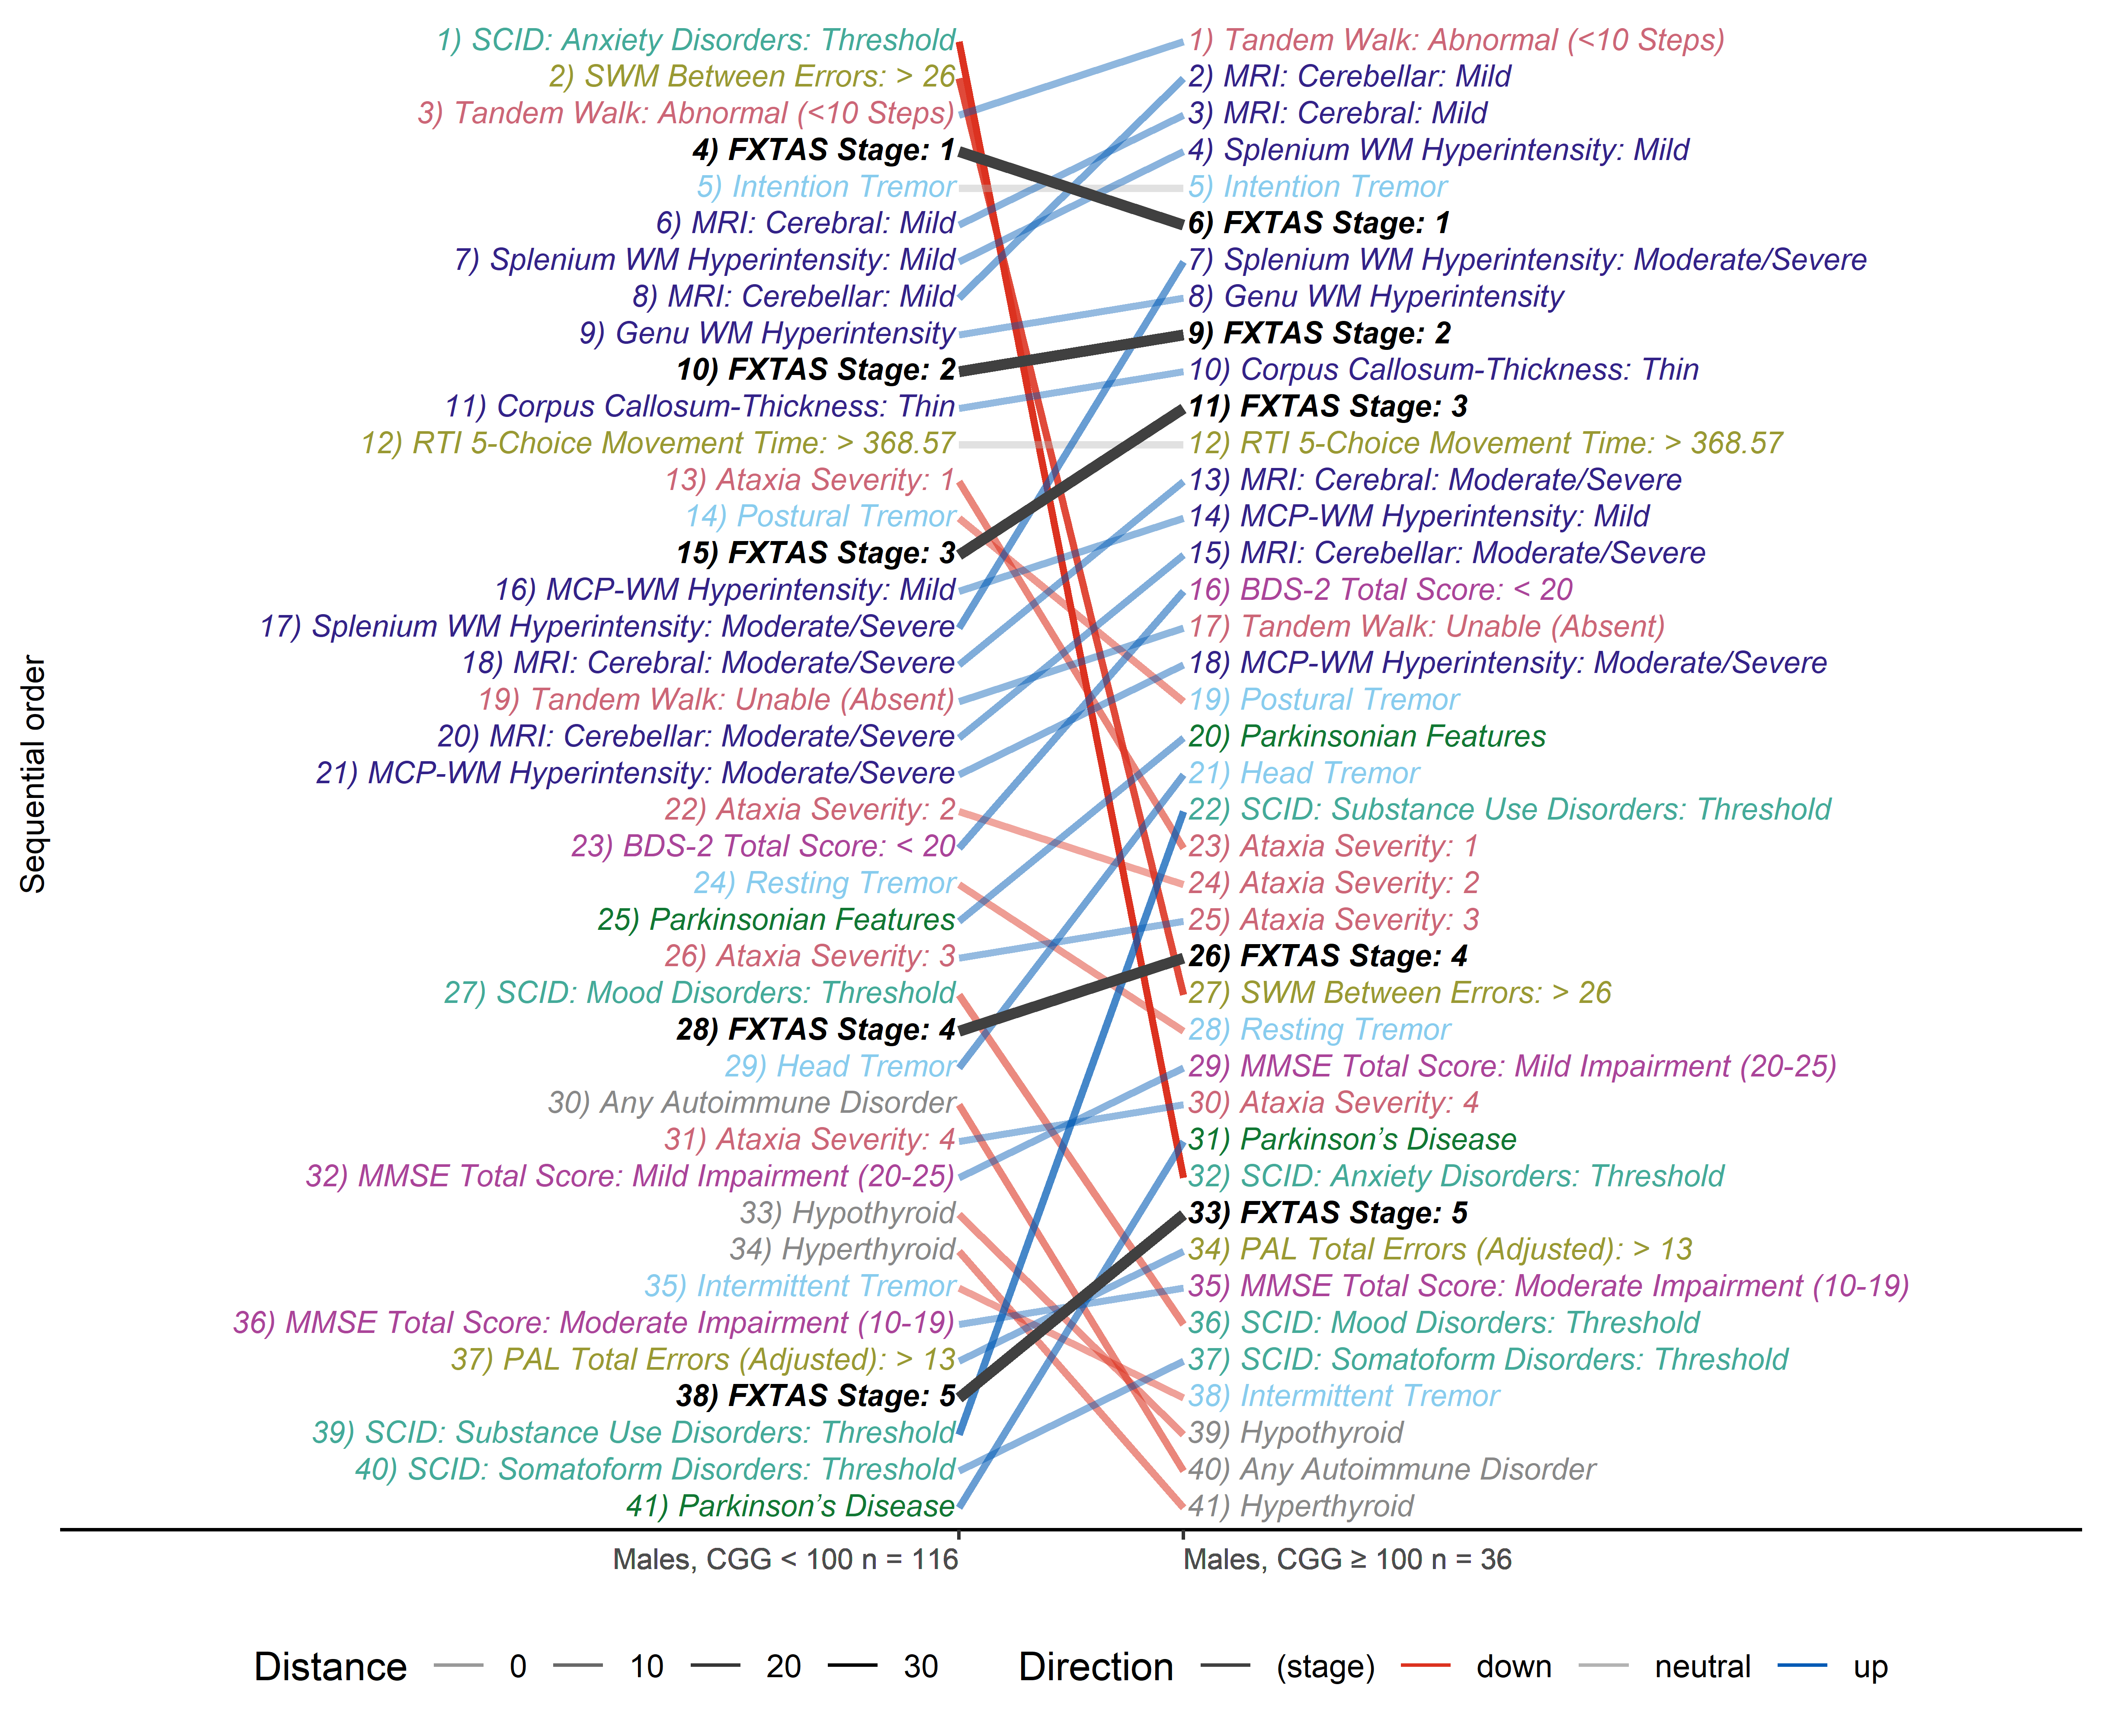 Sequential order
1) SCID: Anxiety Disorders: Threshold
2) SWM Between Errors: > 26
3) Tandem Walk: Abnormal (<10 Steps)
4) FXTAS Stage: 1
5) Intention Tremor
6) MRI: Cerebral: Mild
7) Splenium WM Hyperintensity: Mild
8) MRI: Cerebellar: Mild
9) Genu WM Hyperintensity
10) FXTAS Stage: 2
11) Corpus Callosum-Thickness: Thin
12) RTI 5-Choice Movement Time: > 368.57
13) Ataxia Severity: 1
14) Postural Tremor
15) FXTAS Stage: 3
16) MCP-WM Hyperintensity: Mild
17) Splenium WM Hyperintensity: Moderate/Severe
18) MRI: Cerebral: Moderate/Severe
19) Tandem Walk: Unable (Absent)
20) MRI: Cerebellar: Moderate/Severe
21) MCP-WM Hyperintensity: Moderate/Severe
22) Ataxia Severity: 2
23) BDS-2 Total Score: < 20
24) Resting Tremor
25) Parkinsonian Features
26) Ataxia Severity: 3
27) SCID: Mood Disorders: Threshold
28) FXTAS Stage: 4
29) Head Tremor
30) Any Autoimmune Disorder
31) Ataxia Severity: 4
32) MMSE Total Score: Mild Impairment (20-25)
33) Hypothyroid
34) Hyperthyroid
35) Intermittent Tremor
36) MMSE Total Score: Moderate Impairment (10-19)
37) PAL Total Errors (Adjusted): > 13
38) FXTAS Stage: 5
39) SCID: Substance Use Disorders: Threshold
40) SCID: Somatoform Disorders: Threshold
41) Parkinson's Disease
1) Tandem Walk: Abnormal (<10 Steps)
2) MRI: Cerebellar: Mild
3) MRI: Cerebral: Mild
4) Splenium WM Hyperintensity: Mild
5) Intention Tremor
6) FXTAS Stage: 1
7) Splenium WM Hyperintensity: Moderate/Severe
8) Genu WM Hyperintensity
9) FXTAS Stage: 2
10) Corpus Callosum-Thickness: Thin
11) FXTAS Stage: 3
12) RTI 5-Choice Movement Time: > 368.57
13) MRI: Cerebral: Moderate/Severe
14) MCP-WM Hyperintensity: Mild
15) MRI: Cerebellar: Moderate/Severe
16) BDS-2 Total Score: < 20
17) Tandem Walk: Unable (Absent)
18) MCP-WM Hyperintensity: Moderate/Severe
19) Postural Tremor
20) Parkinsonian Features
21) Head Tremor
22) SCID: Substance Use Disorders: Threshold
23) Ataxia Severity: 1
24) Ataxia Severity: 2
25) Ataxia Severity: 3
26) FXTAS Stage: 4
27) SWM Between Errors: > 26
28) Resting Tremor
29) MMSE Total Score: Mild Impairment (20-25)
30) Ataxia Severity: 4
31) Parkinson's Disease
32) SCID: Anxiety Disorders: Threshold
33) FXTAS Stage: 5
34) PAL Total Errors (Adjusted): > 13
35) MMSE Total Score: Moderate Impairment (10-19)
36) SCID: Mood Disorders: Threshold
37) SCID: Somatoform Disorders: Threshold
38) Intermittent Tremor
39) Hypothyroid
40) Any Autoimmune Disorder
41) Hyperthyroid
Males, CGG < 100 n = 116
Males, CGG ≥ 100 n = 36
Distance 0 10 20 30
Direction (stage) down neutral up